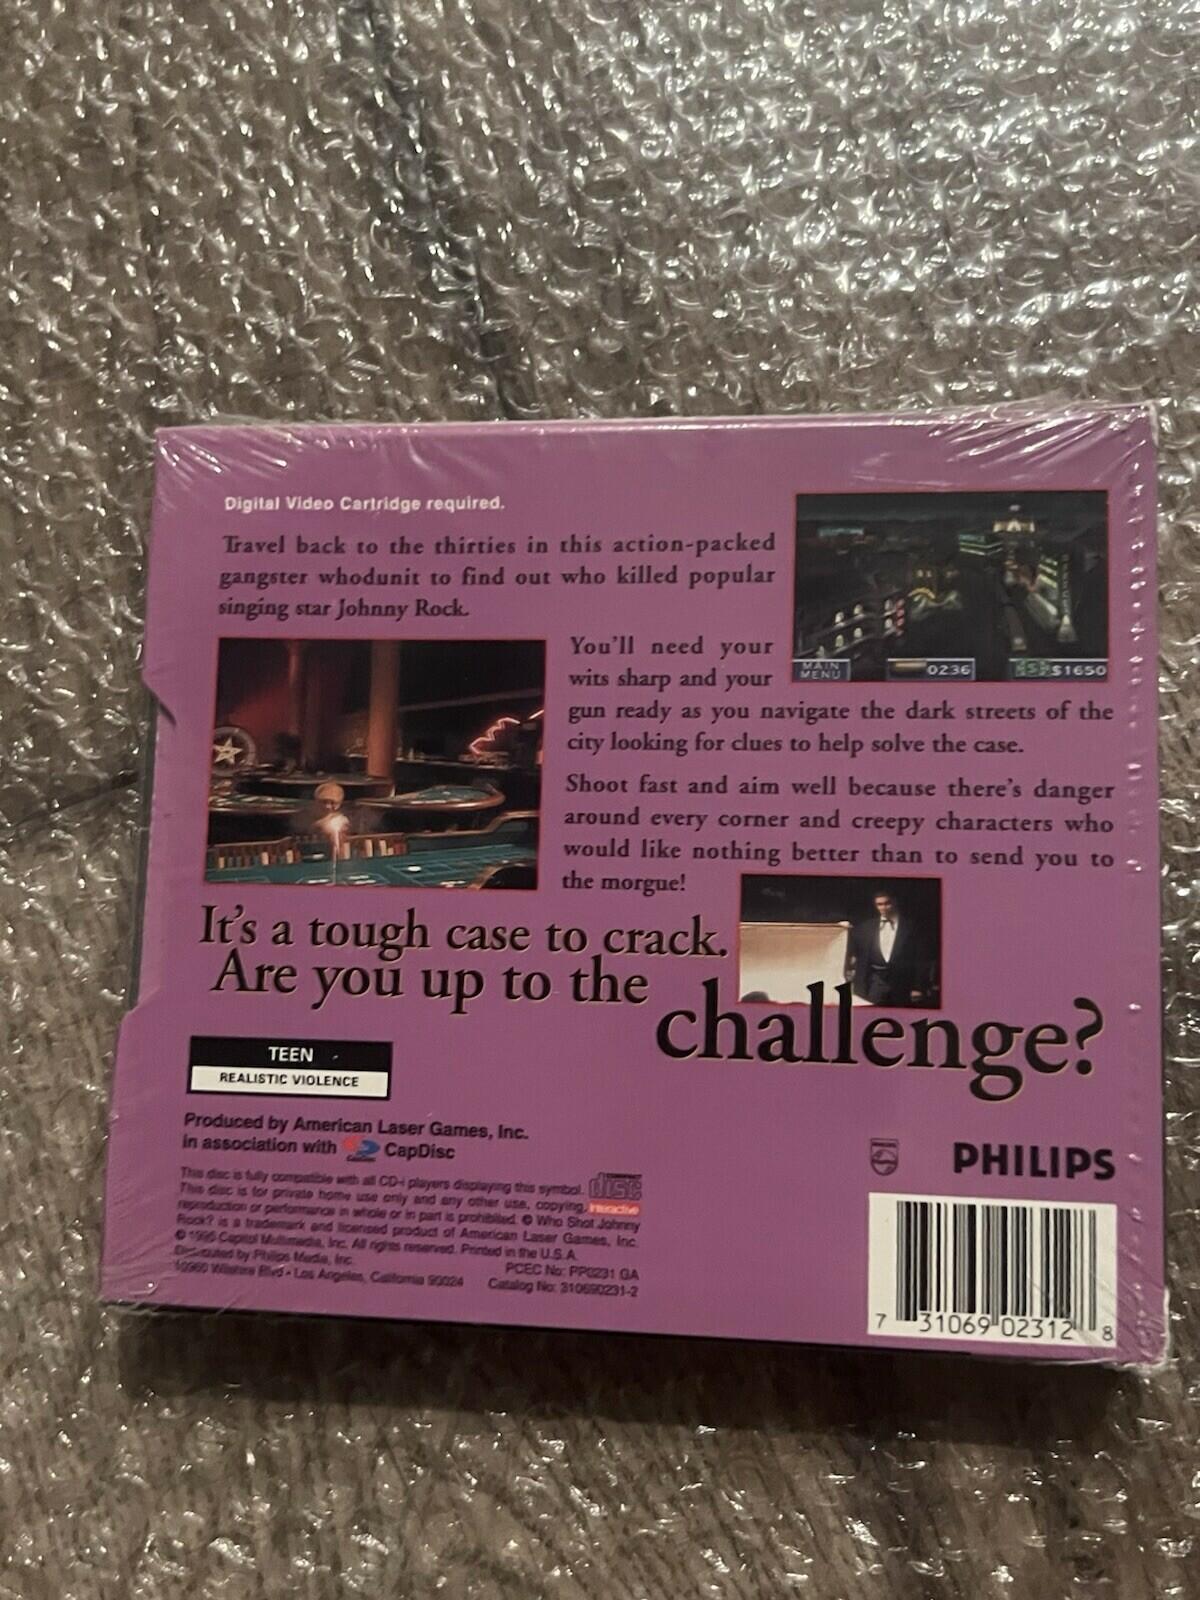 Digital Video Cartridge required.
Travel back to the thirties in this action-packed
gangster whodunit to find out who killed popular
singing star Johnny Rock.
MAIN
MENU
0236
$1650
You'll need your
wits sharp and your
gun ready as you navigate the dark streets of the
city looking for clues to help solve the case.
Shoot fast and aim well because there's danger
around every corner and creepy characters who
would like nothing better than to send you to
the morgue!
It's a tough case to crack.
Are you up to the
challenge?
TEEN
REALISTIC VIOLENCE
Produced by American Laser Games, Inc.
in association with CapDisc
This disc is fully compatible with all CD-i players displaying this symbol.
This disc is for private home use only and any other use, copying,
reproduction or performance in whole or in part is prohibited. © Who Shot Johnny
Rock? is a trademark and licensed product of American Laser Games, Inc.
© 1995 Capitol Multimedia, Inc. All rights reserved. Printed in the U.S.A.
Distributed by Philips Media, Inc.
10960 Wilshire Blvd • Los Angeles, California 90024
PCEC No: PP0231 GA
Catalog No: 310690231-2
COMPACT
disc
Interactive
PHILIPS
PHILIPS
7 31069 02312 8